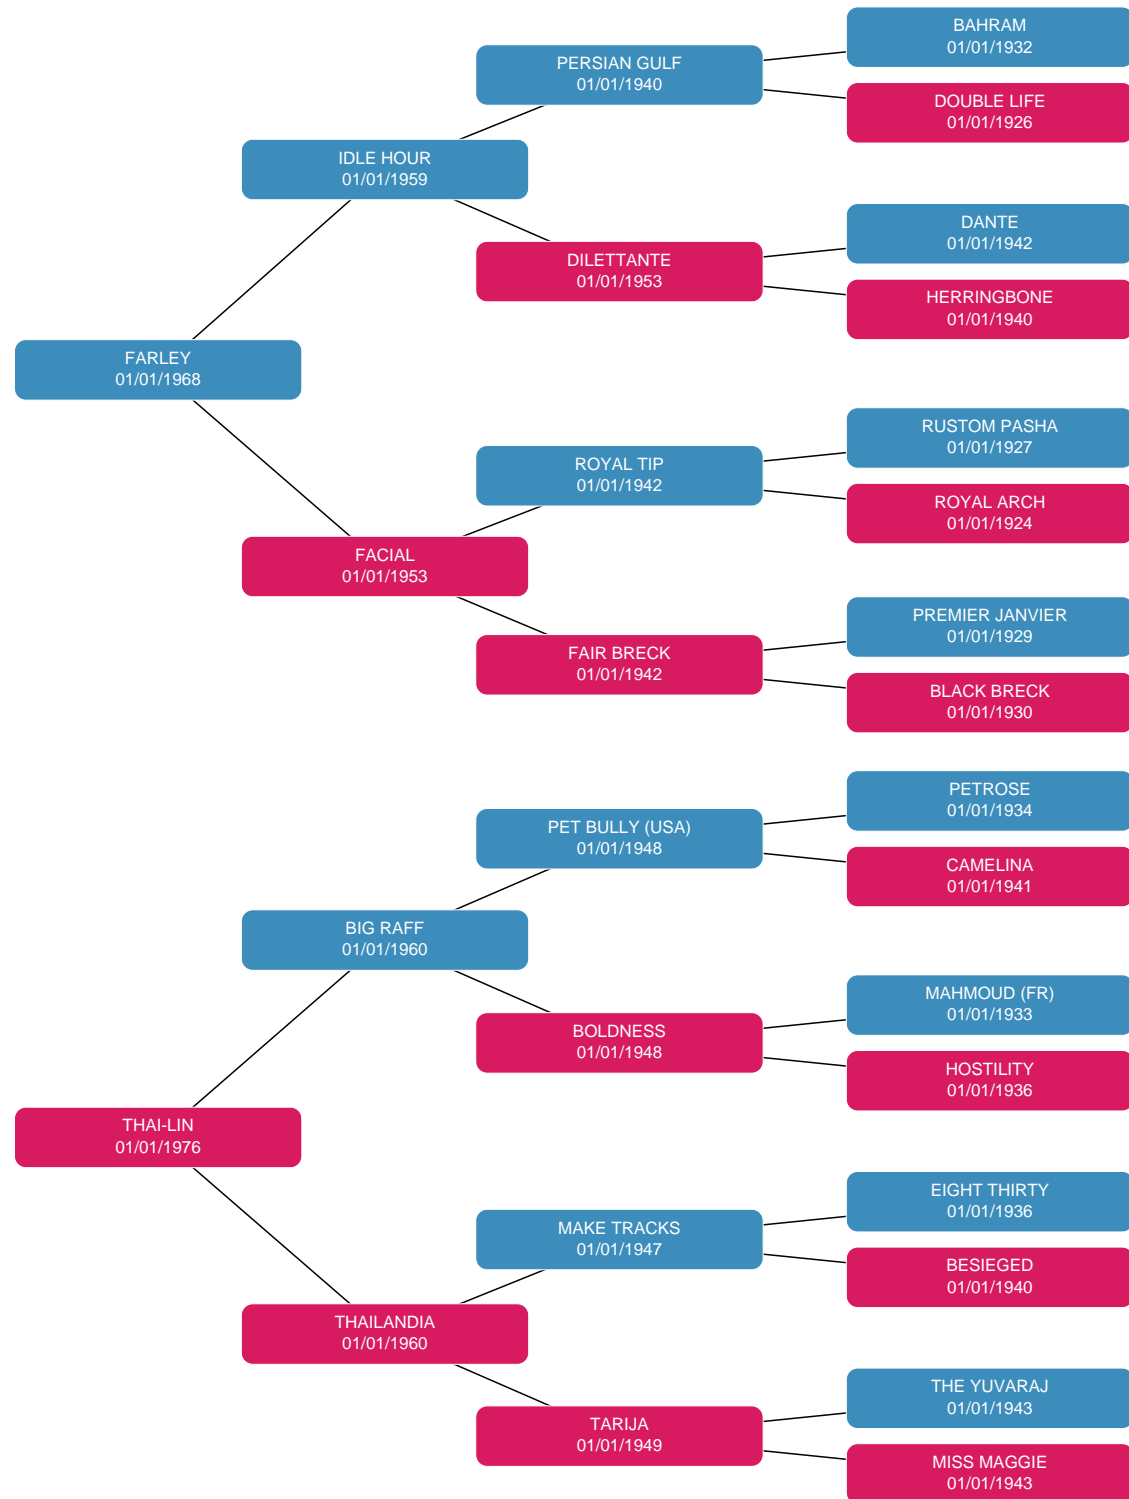 BAHRAM
01/01/1932
PERSIAN GULF
01/01/1940
DOUBLE LIFE
01/01/1926
IDLE HOUR
01/01/1959
DANTE
01/01/1942
DILETTANTE
01/01/1953
HERRINGBONE
01/01/1940
FARLEY
01/01/1968
RUSTOM PASHA
01/01/1927
ROYAL TIP
01/01/1942
ROYAL ARCH
01/01/1924
FACIAL
01/01/1953
PREMIER JANVIER
01/01/1929
FAIR BRECK
01/01/1942
BLACK BRECK
01/01/1930
PETROSE
01/01/1934
PET BULLY (USA)
01/01/1948
CAMELINA
01/01/1941
BIG RAFF
01/01/1960
MAHMOUD (FR)
01/01/1933
BOLDNESS
01/01/1948
HOSTILITY
01/01/1936
THAI-LIN
01/01/1976
EIGHT THIRTY
01/01/1936
MAKE TRACKS
01/01/1947
BESIEGED
01/01/1940
THAILANDIA
01/01/1960
THE YUVARAJ
01/01/1943
TARIJA
01/01/1949
MISS MAGGIE
01/01/1943